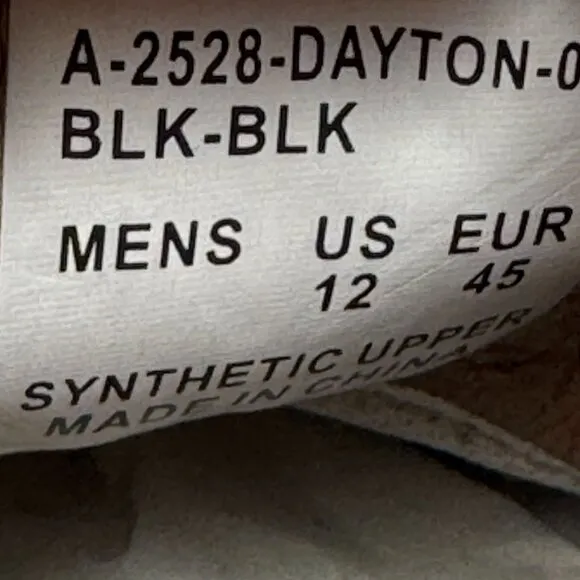 A-2528-DAYTON-0
BLK-BLK
MENS US EUR
12 45
SYNTHETIC UPPER
MADE IN CHINA